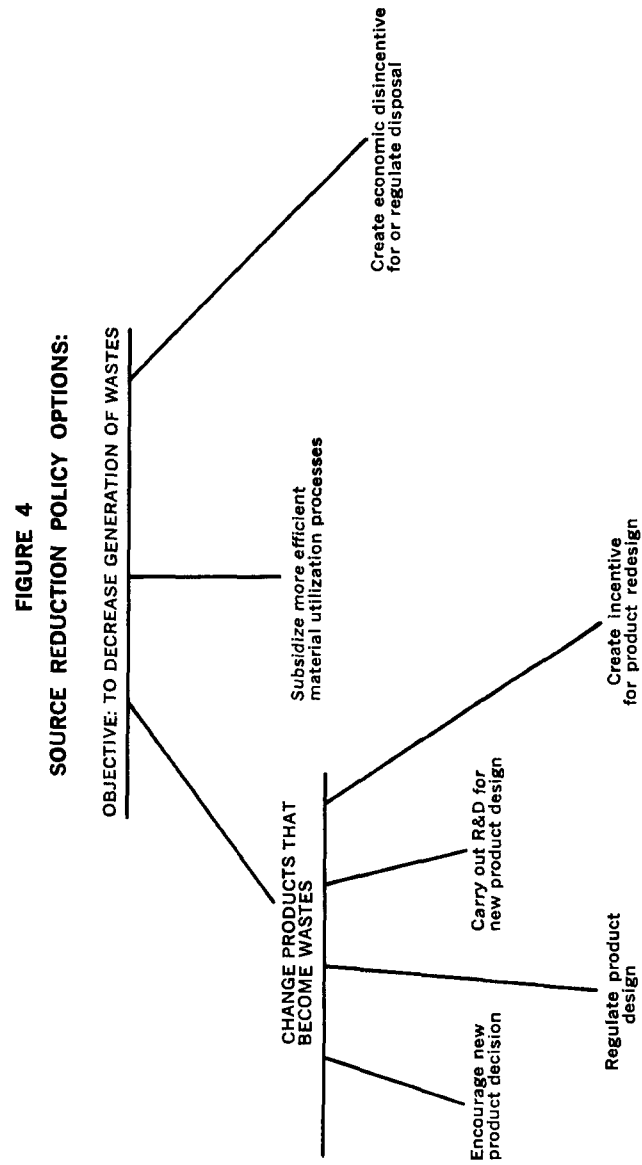 FIGURE 4
SOURCE REDUCTION POLICY OPTIONS:
OBJECTIVE: TO DECREASE GENERATION OF WASTES
CHANGE PRODUCTS THAT
BECOME WASTES
Subsidize more efficient
material utilization processes
Create economic disincentive
for or regulate disposal
Encourage new
product decision
Regulate product
design
Carry out R&D for
new product design
Create incentive
for product redesign